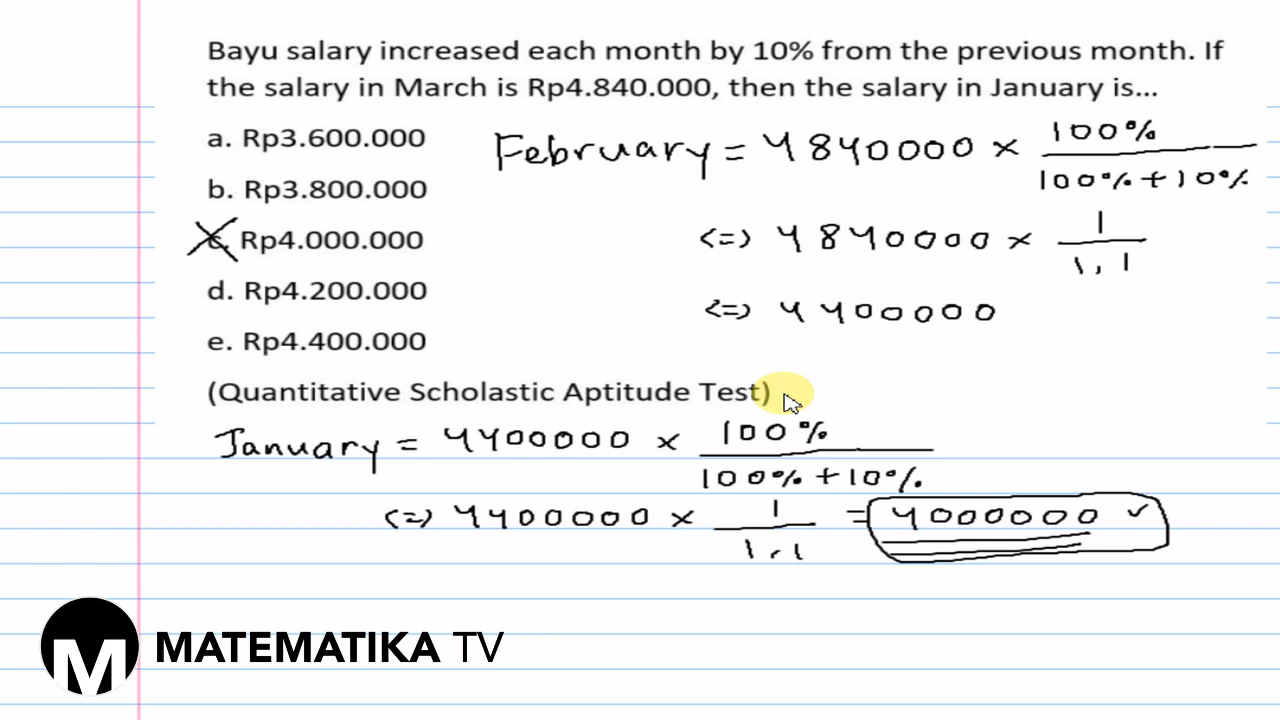 Bayu salary increased each month by 10% from the previous month. If
the salary in March is Rp4.840.000, then the salary in January is...
a. Rp3.600.000
b. Rp3.800.000
c. Rp4.000.000
d. Rp4.200.000
e. Rp4.400.000
(Quantitative Scholastic Aptitude Test)
February = 4840000 × 100%
100% + 10%
<=> 4840000 × 1
1,1
<=> 4400000
January = 4400000 × 100%
100% + 10%
<=> 4400000 × 1 = 4000000 ✓
1,1
M MATEMATIKA TV